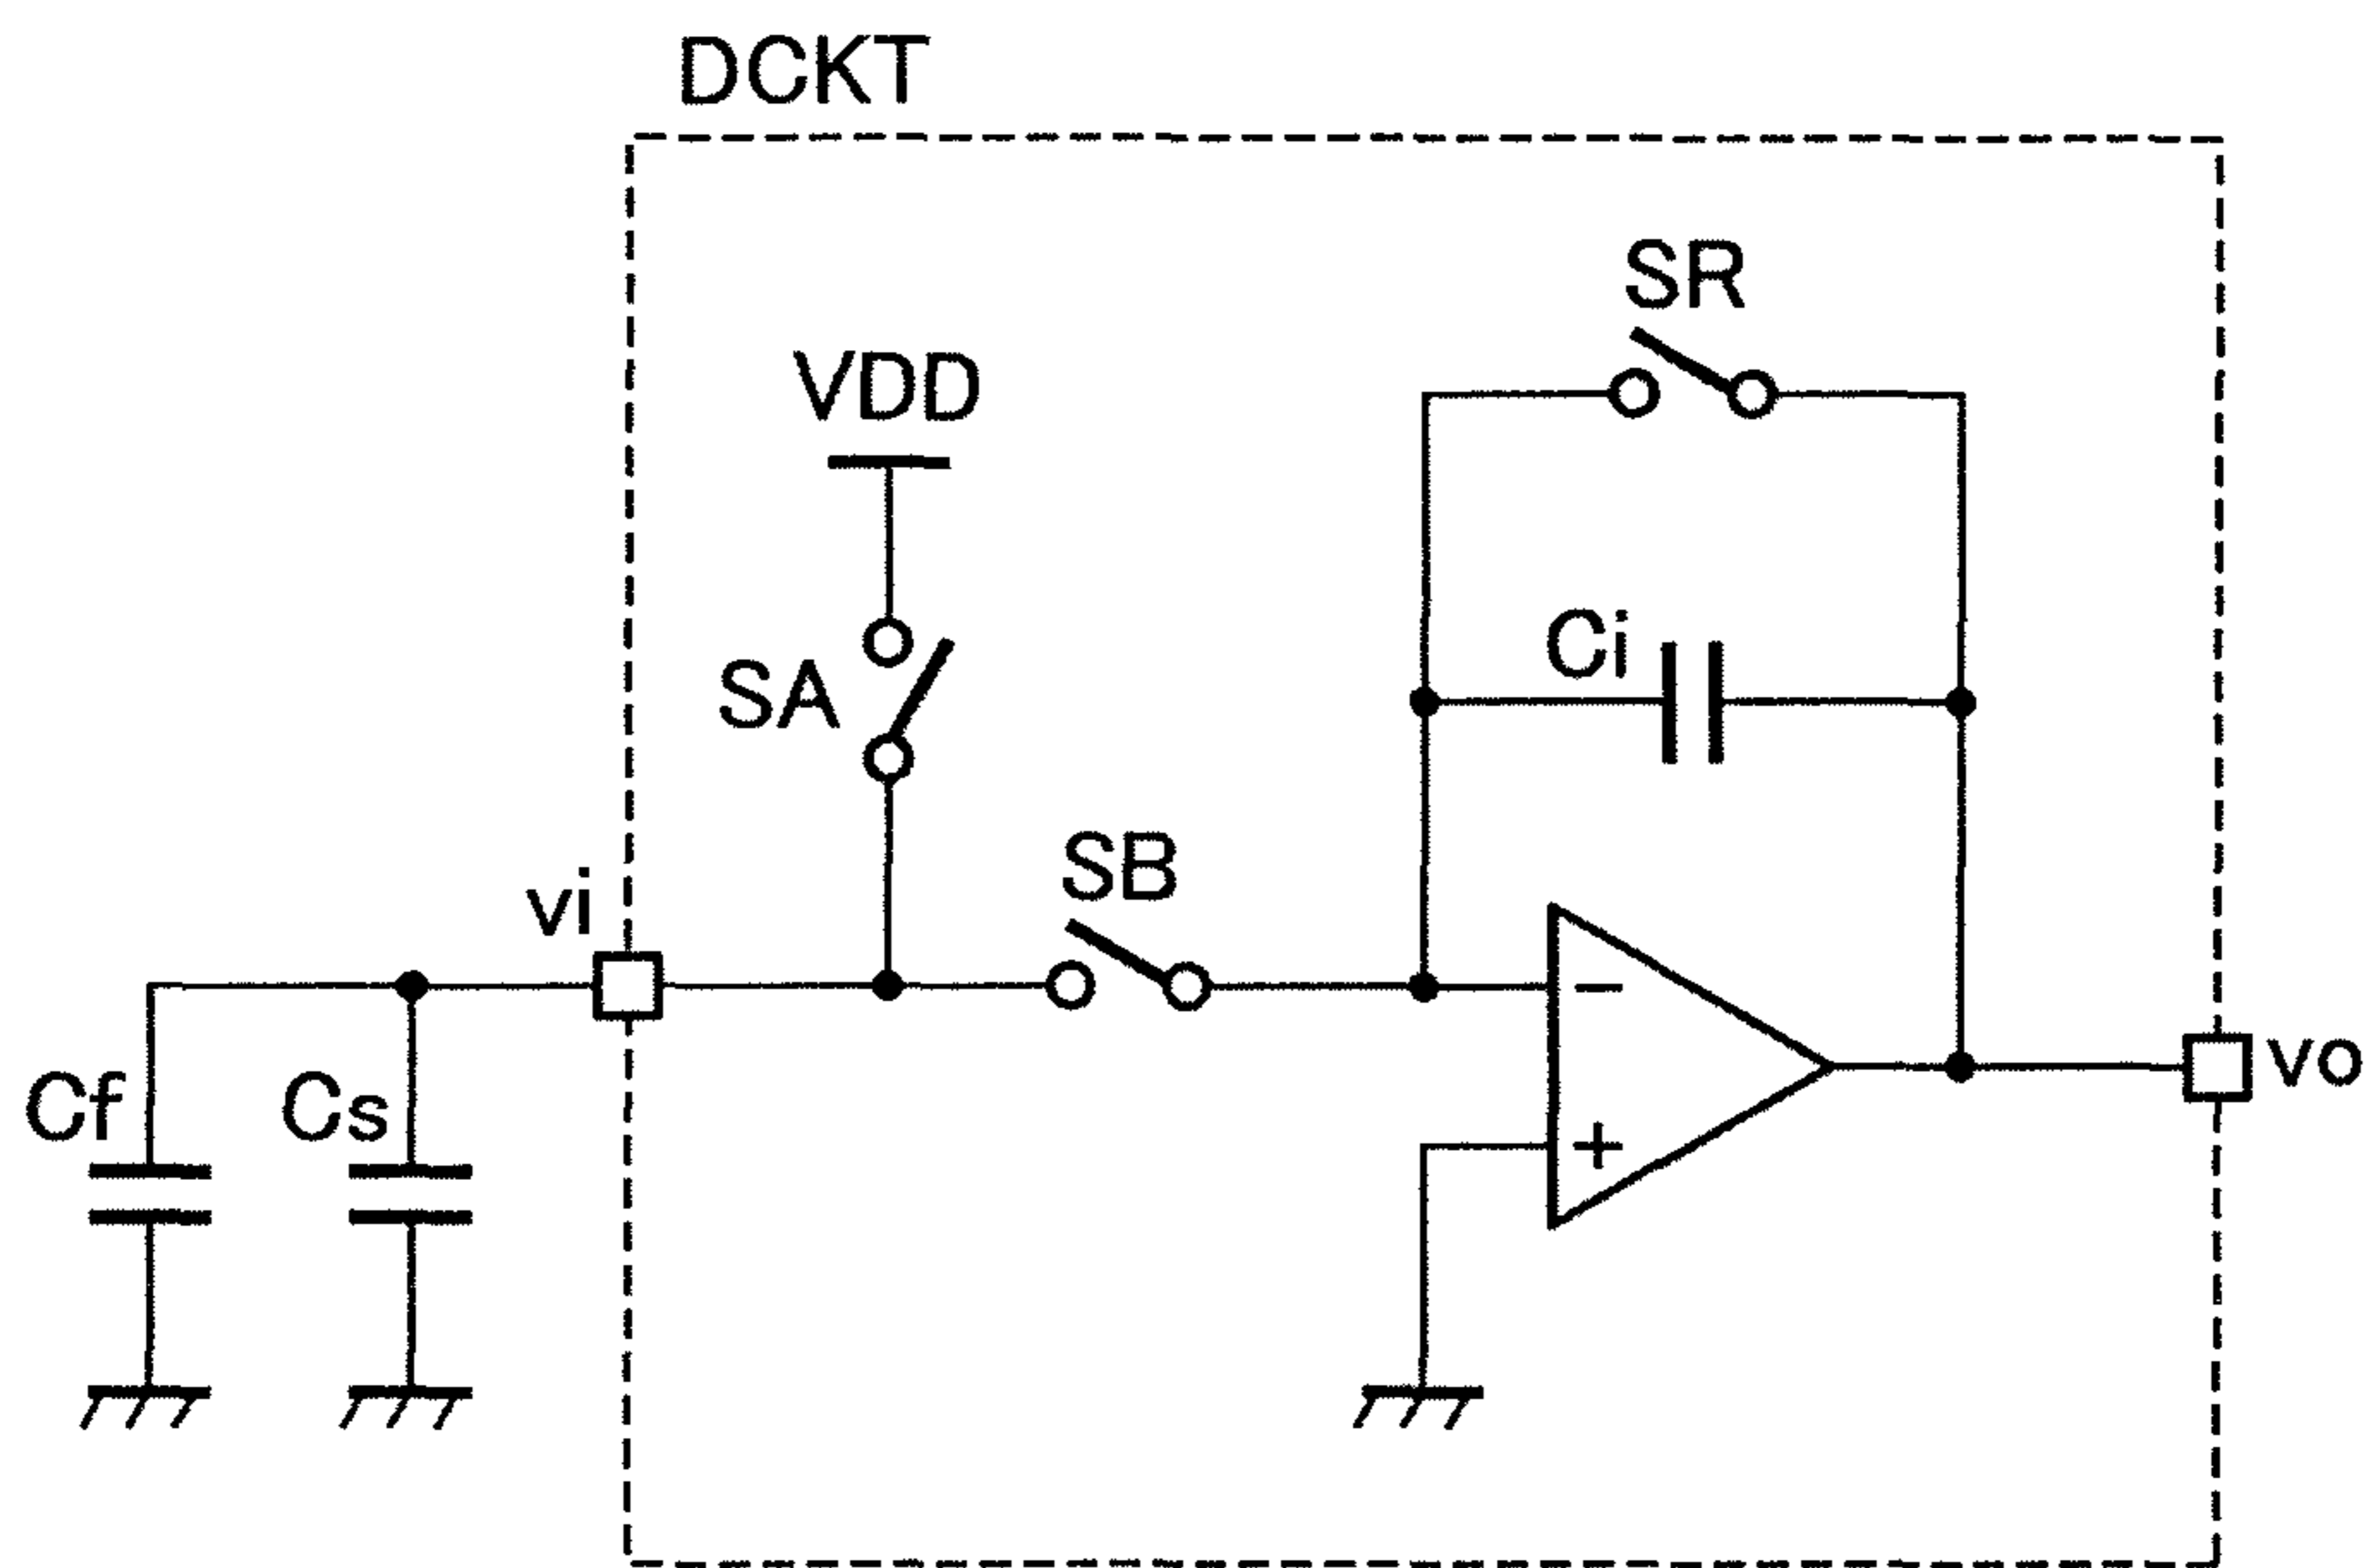 DCKT
SR
VDD
Ci
SA
SB
vi
−
vo
Cf
Cs
+